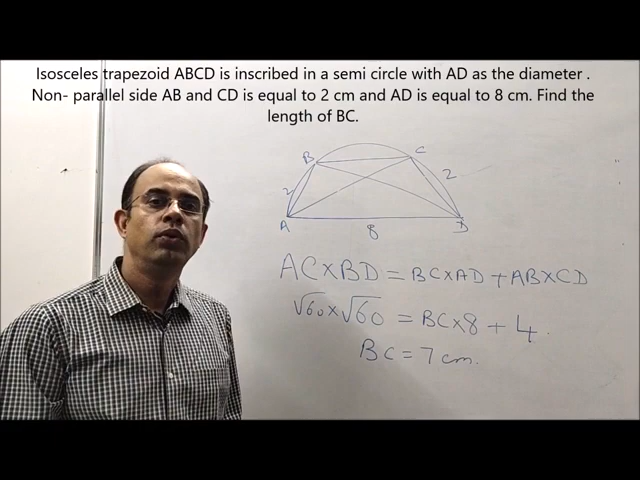 Isosceles trapezoid ABCD is inscribed in a semi circle with AD as the diameter .
Non- parallel side AB and CD is equal to 2 cm and AD is equal to 8 cm. Find the
length of BC.
B C
2 2
A 8 D
AC×BD = BC×AD + AB×CD
√60 × √60 = BC×8 + 4.
BC = 7 cm.